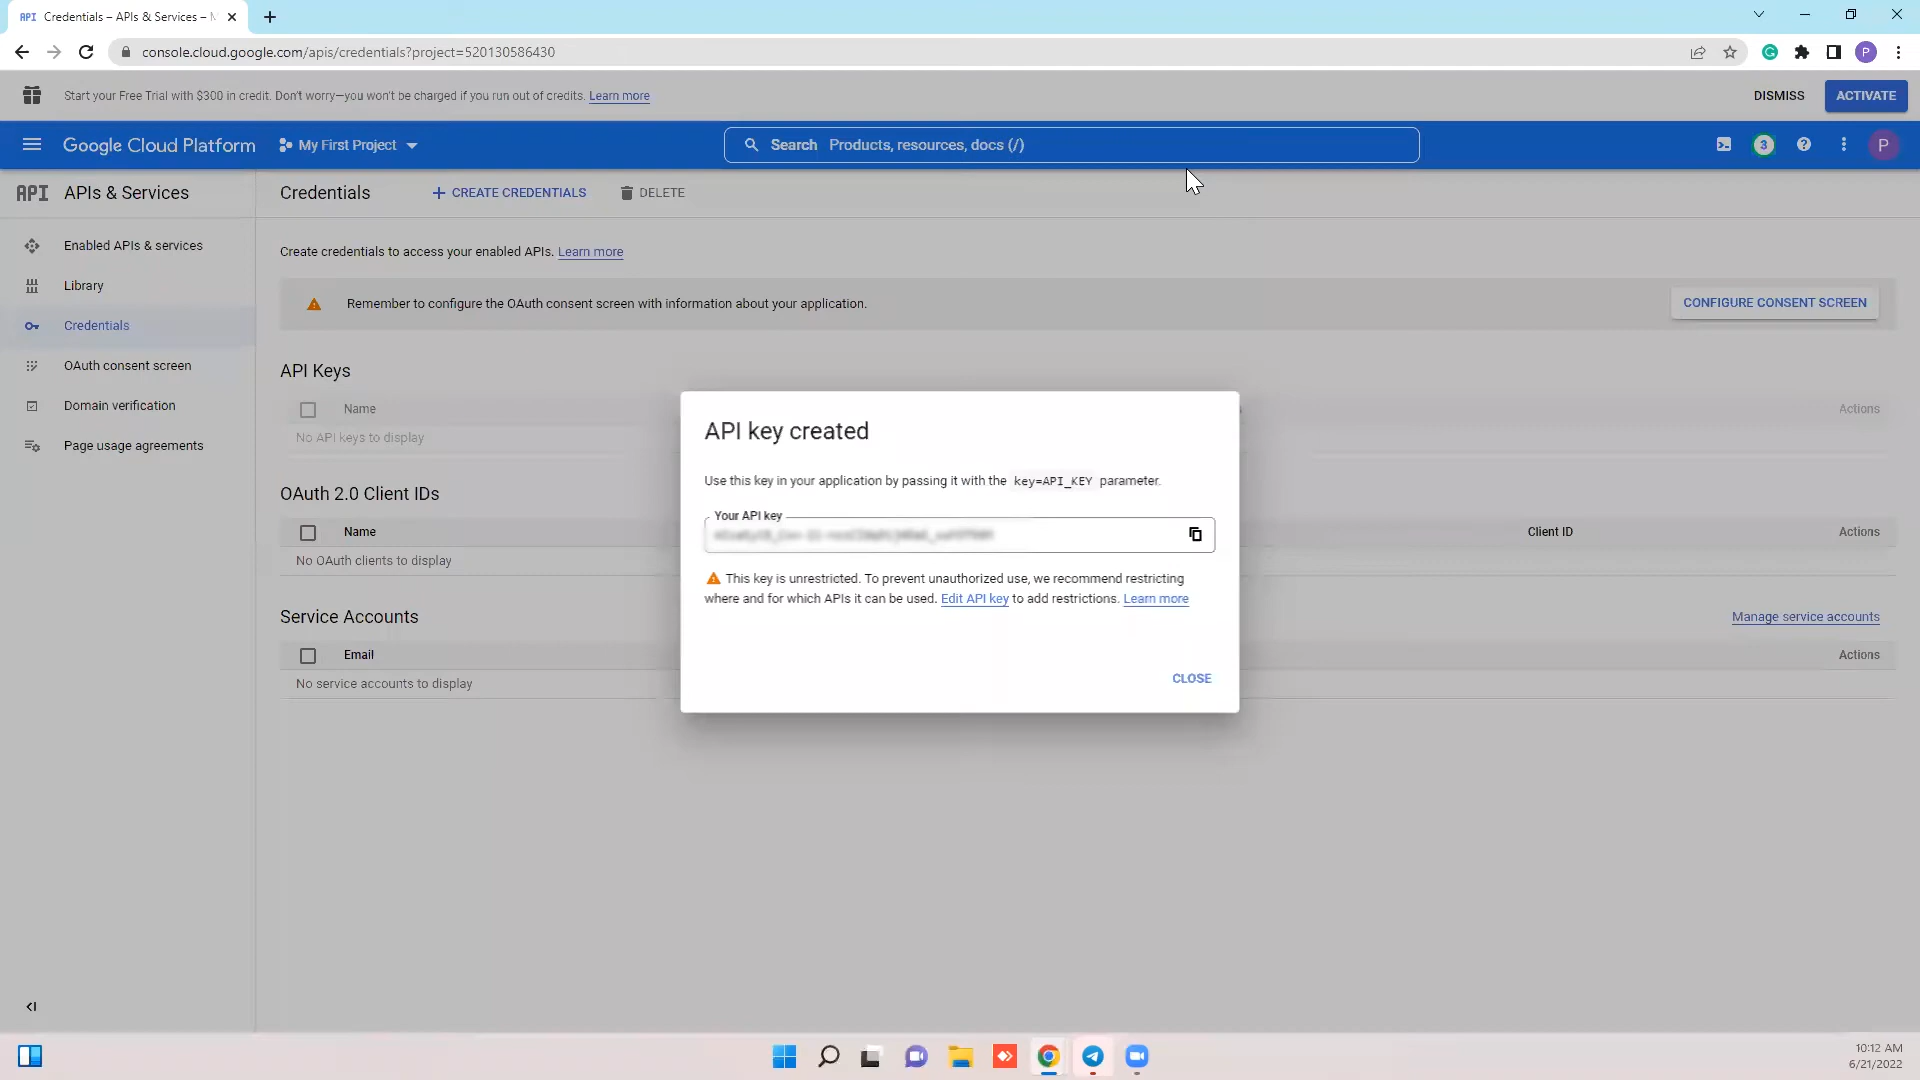 API Credentials – APIs & Services –
console.cloud.google.com/apis/credentials?project=520130586430
P
Start your Free Trial with $300 in credit. Don't worry—you won't be charged if you run out of credits. Learn more
DISMISS
ACTIVATE
Google Cloud Platform
My First Project
Search Products, resources, docs (/)
3
P
API APIs & Services
Credentials
CREATE CREDENTIALS
DELETE
Enabled APIs & services
Library
Credentials
OAuth consent screen
Domain verification
Page usage agreements
Create credentials to access your enabled APIs. Learn more
Remember to configure the OAuth consent screen with information about your application.
CONFIGURE CONSENT SCREEN
API Keys
Name
Actions
No API keys to display
OAuth 2.0 Client IDs
Name
Client ID
Actions
No OAuth clients to display
Service Accounts
Manage service accounts
Email
Actions
No service accounts to display
API key created
Use this key in your application by passing it with the key=API_KEY parameter.
Your API key
This key is unrestricted. To prevent unauthorized use, we recommend restricting
where and for which APIs it can be used. Edit API key to add restrictions. Learn more
CLOSE
10:12 AM
6/21/2022